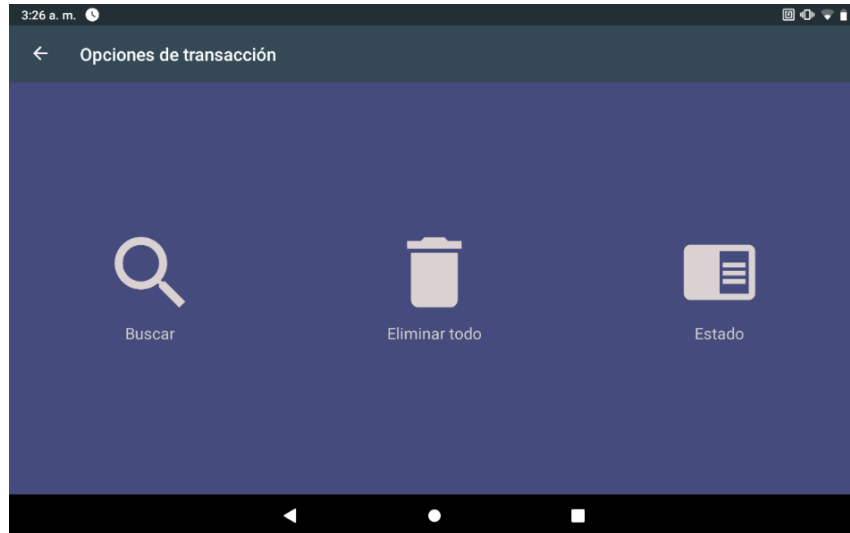 3:26 a. m.
Opciones de transacción
Buscar
Eliminar todo
Estado